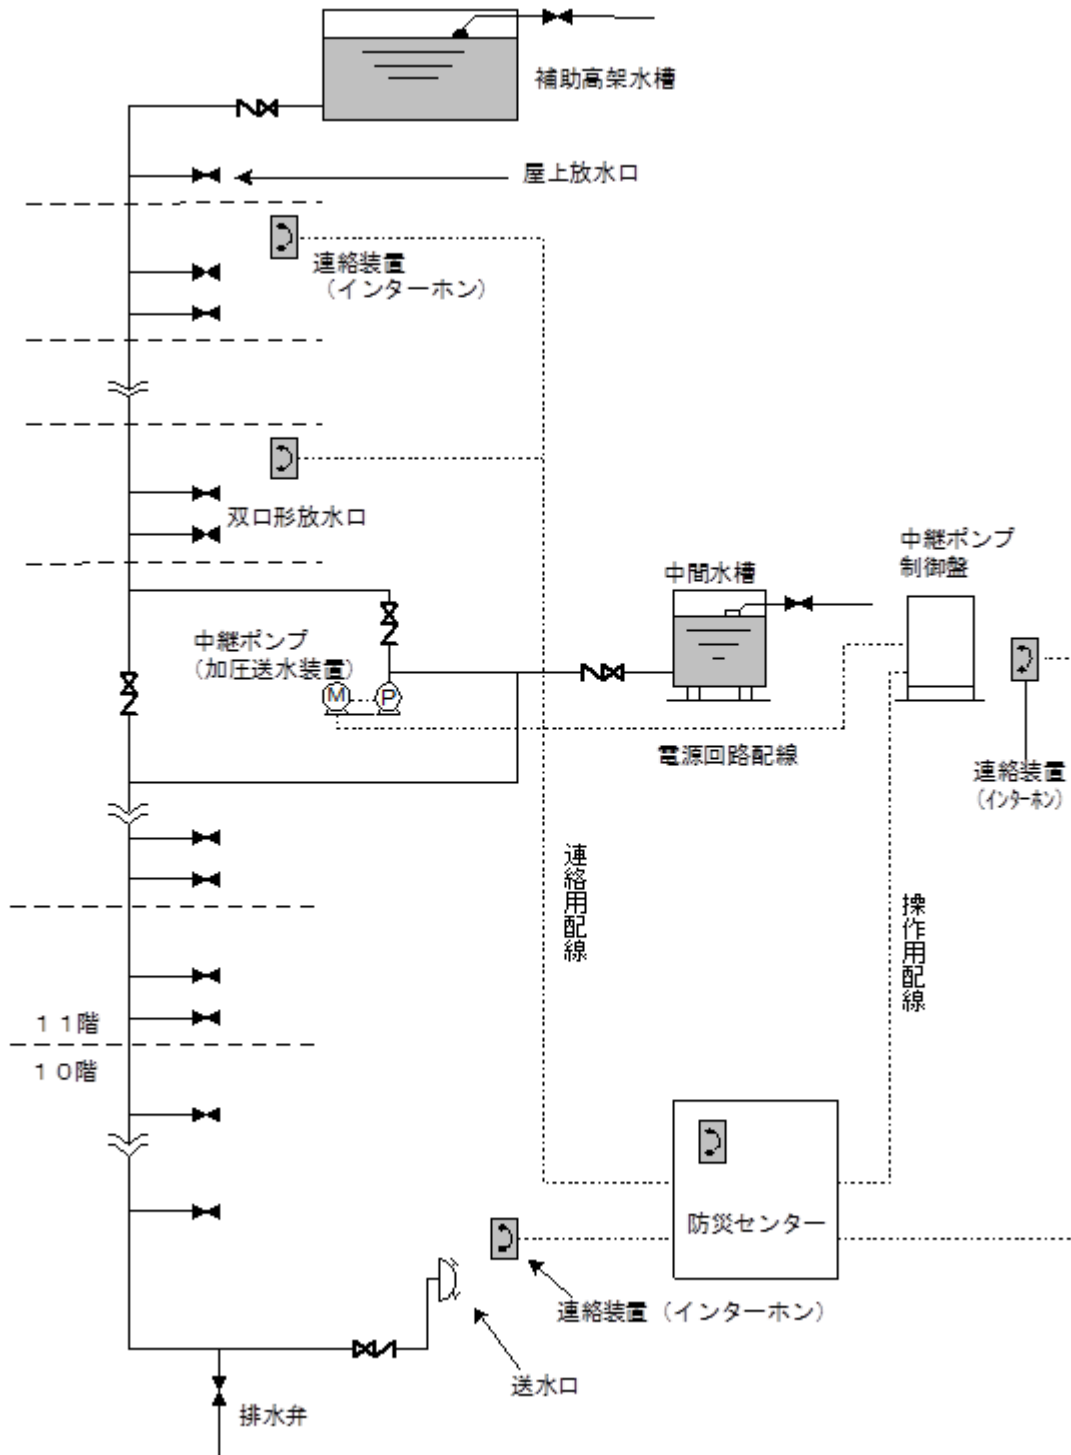 補助高架水槽
屋上放水口
連絡装置
（インターホン）
双口形放水口
中継ポンプ
制御盤
中間水槽
中継ポンプ
（加圧送水装置）
M
P
電源回路配線
連絡装置
（インターホン）
連絡用配線
操作用配線
１１階
１０階
防災センター
連絡装置（インターホン）
送水口
排水弁